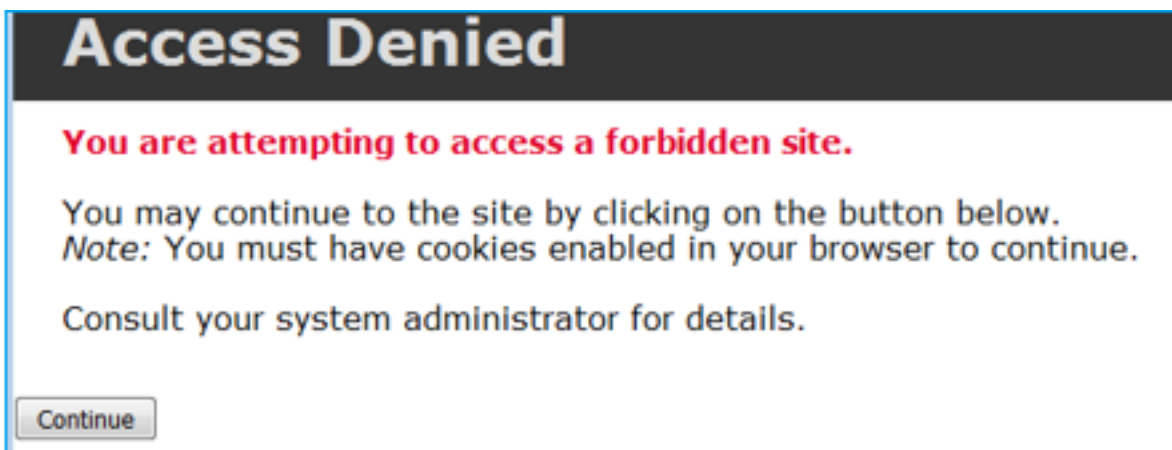 Access Denied
You are attempting to access a forbidden site.
You may continue to the site by clicking on the button below.
Note: You must have cookies enabled in your browser to continue.
Consult your system administrator for details.
Continue